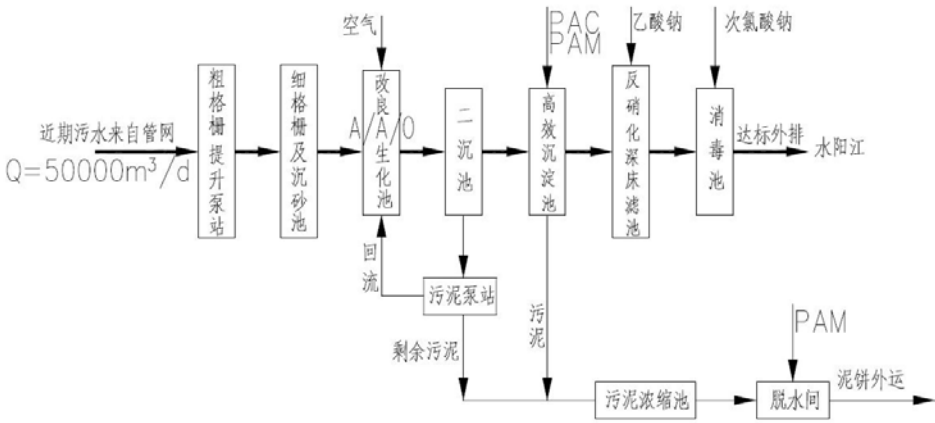 空气
PAC
PAM
乙酸钠
次氯酸钠
近期污水来自管网
Q=50000m³/d
粗格栅提升泵站
细格栅及沉砂池
改良A/A/O生化池
二沉池
高效沉淀池
反硝化深床滤池
消毒池
达标外排
水阳江
回流
污泥泵站
剩余污泥
污泥
PAM
污泥浓缩池
脱水间
泥饼外运